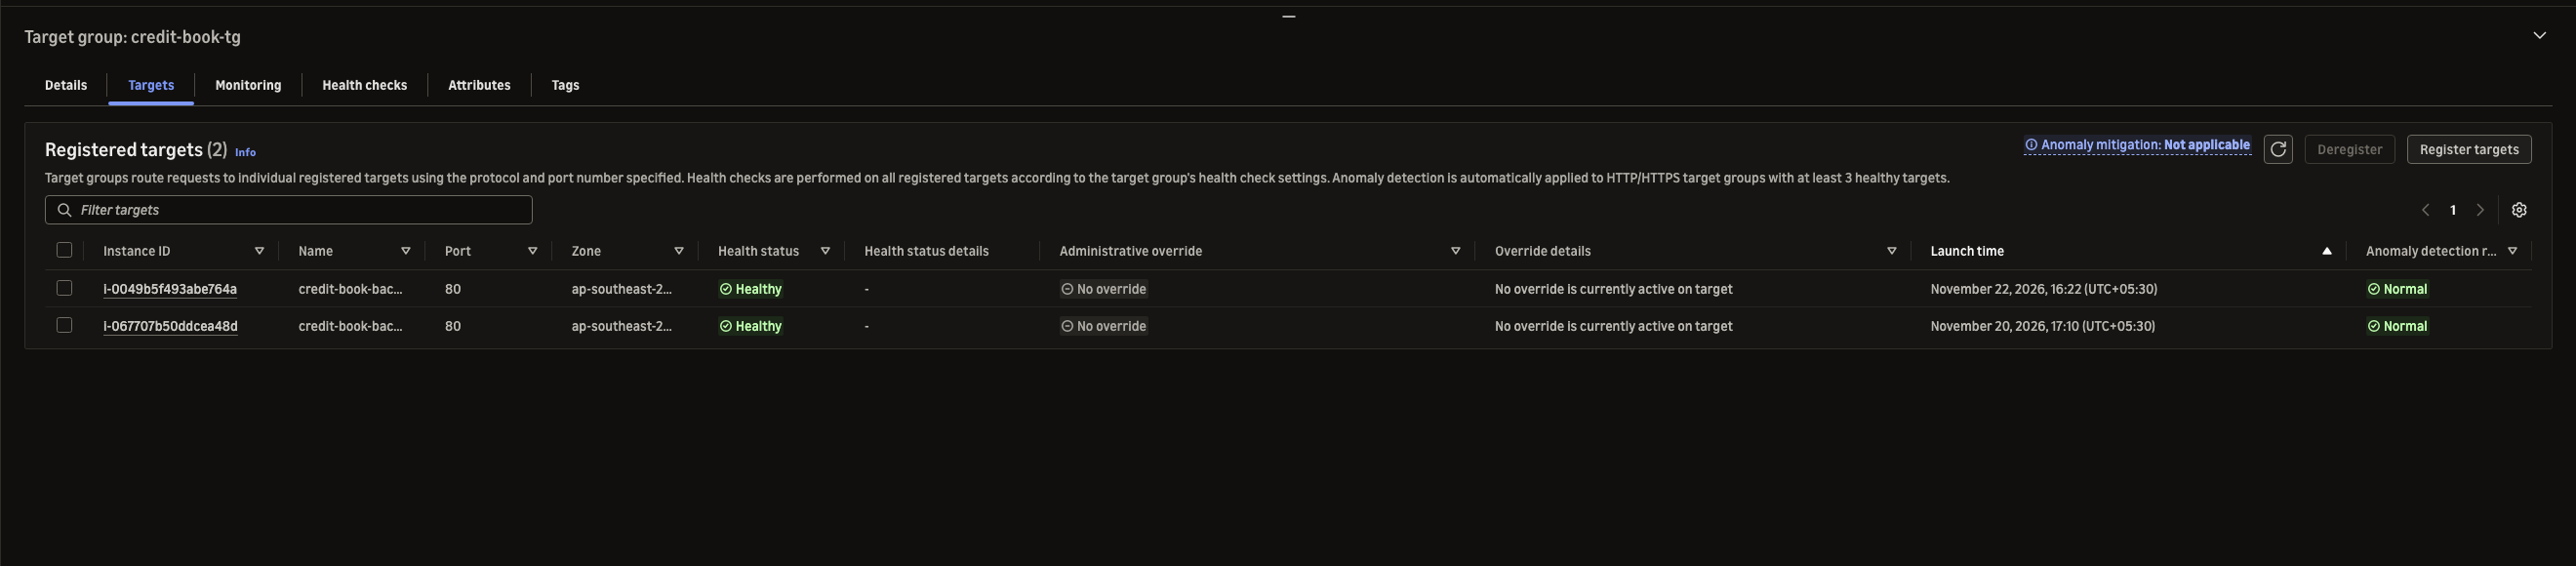 Target group: credit-book-tg
Details Targets Monitoring Health checks Attributes Tags
Registered targets (2) Info
Anomaly mitigation: Not applicable Deregister Register targets
Target groups route requests to individual registered targets using the protocol and port number specified. Health checks are performed on all registered targets according to the target group's health check settings. Anomaly detection is automatically applied to HTTP/HTTPS target groups with at least 3 healthy targets.
Filter targets 1
Instance ID Name Port Zone Health status Health status details Administrative override Override details Launch time Anomaly detection r...
i-0049b5f493abe764a credit-book-bac... 80 ap-southeast-2... Healthy - No override No override is currently active on target November 22, 2026, 16:22 (UTC+05:30) Normal
i-067707b50ddcea48d credit-book-bac... 80 ap-southeast-2... Healthy - No override No override is currently active on target November 20, 2026, 17:10 (UTC+05:30) Normal